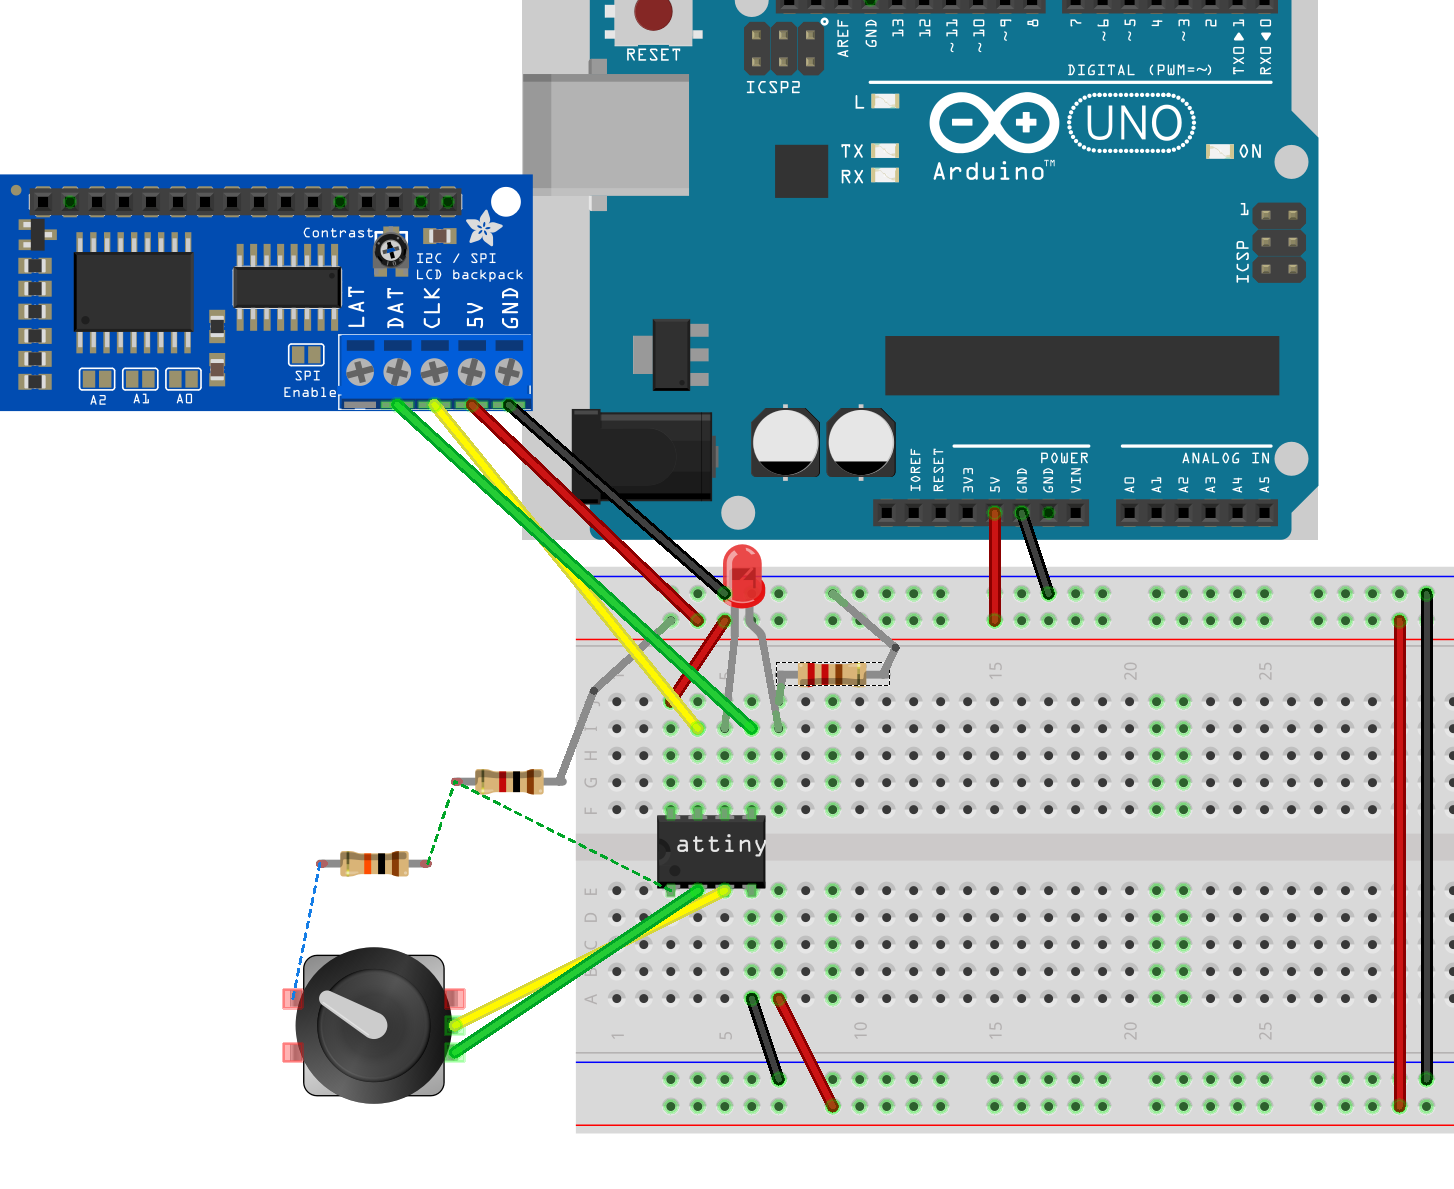 RESET
ICSP2
AREF
GND
13
12
~11
~10
~9
8
7
~6
~5
4
~3
2
TX0▶1
RX0◀0
DIGITAL (PWM=~)
L
TX
RX
UNO
Arduino™
ON
1
ICSP
Contrast
I2C / SPI
LCD backpack
LAT
DAT
CLK
5V
GND
SPI
Enable
A2
A1
A0
POWER
ANALOG IN
IOREF
RESET
3V3
5V
GND
GND
VIN
A0
A1
A2
A3
A4
A5
15
20
25
I
H
G
F
attiny
E
D
C
B
A
1
5
10
15
20
25